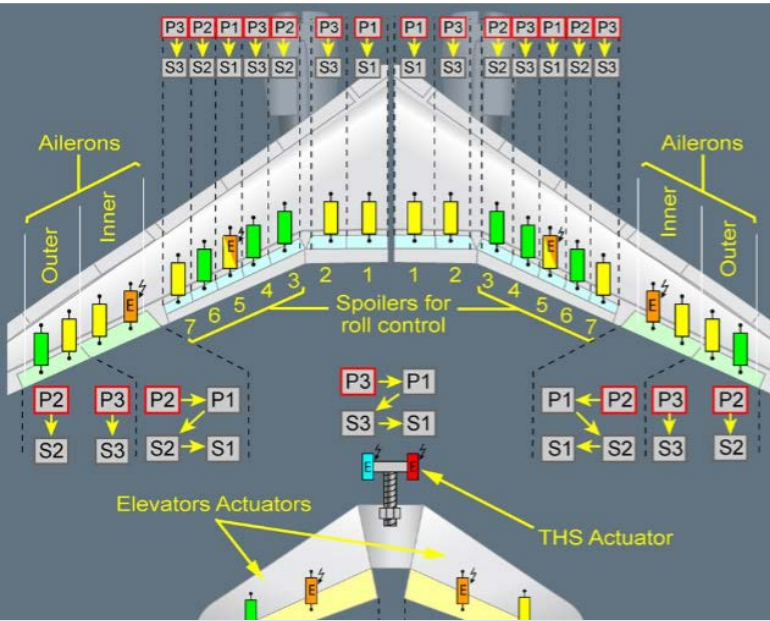 P3 P2 P1 P3 P2 P3 P1 P1 P3 P2 P3 P1 P2 P3
S3 S2 S1 S3 S2 S3 S1 S1 S3 S2 S3 S1 S2 S3
Ailerons Ailerons
Inner Inner
Outer Outer
E E
E E
7 6 5 4 3 2 1 1 2 3 4 5 6 7
Spoilers for
roll control
P2 P3 P2 P1 P3 P1 P1 P2 P3 P2
S2 S3 S2 S1 S3 S1 S1 S2 S3 S2
E E
Elevators Actuators
THS Actuator
E E